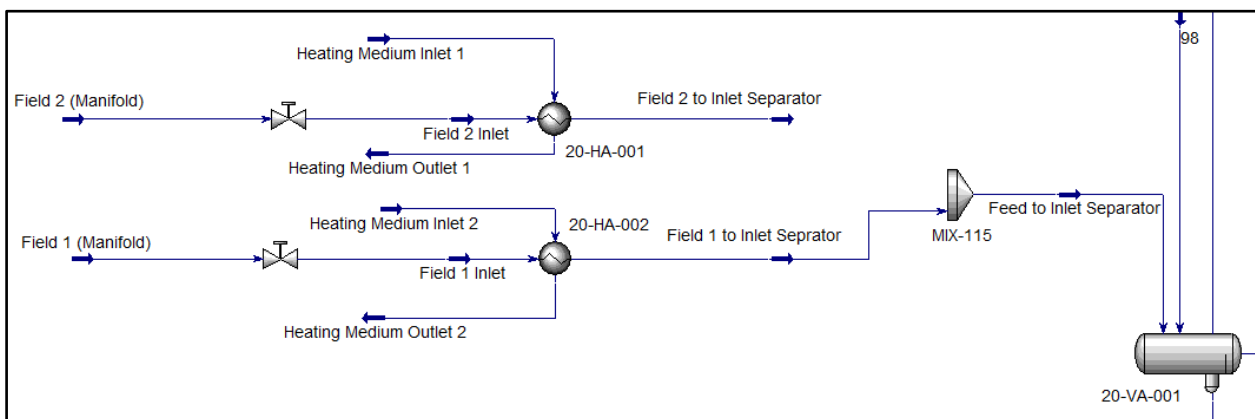 98
Heating Medium Inlet 1
Field 2 (Manifold)
Field 2 to Inlet Separator
Field 2 Inlet
20-HA-001
Heating Medium Outlet 1
Heating Medium Inlet 2
20-HA-002
Feed to Inlet Separator
MIX-115
Field 1 (Manifold)
Field 1 to Inlet Seprator
Field 1 Inlet
Heating Medium Outlet 2
20-VA-001